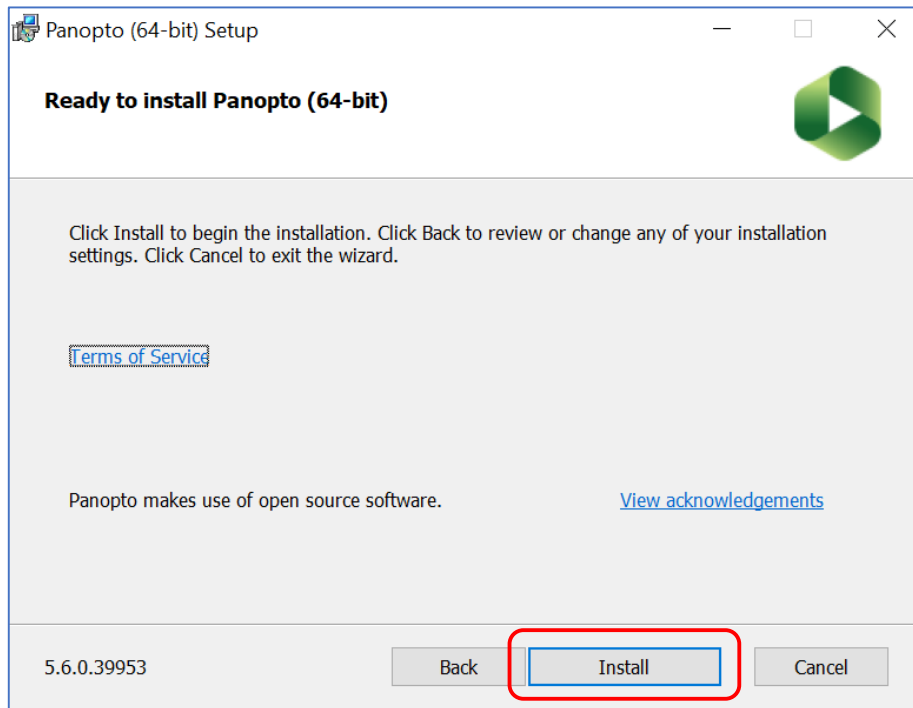 Panopto (64-bit) Setup
Ready to install Panopto (64-bit)
Click Install to begin the installation. Click Back to review or change any of your installation
settings. Click Cancel to exit the wizard.
Terms of Service
Panopto makes use of open source software. View acknowledgements
5.6.0.39953 Back Install Cancel